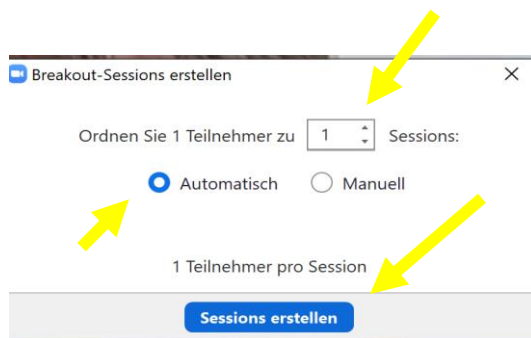 Breakout-Sessions erstellen
Ordnen Sie 1 Teilnehmer zu 1 Sessions:
Automatisch Manuell
1 Teilnehmer pro Session
Sessions erstellen